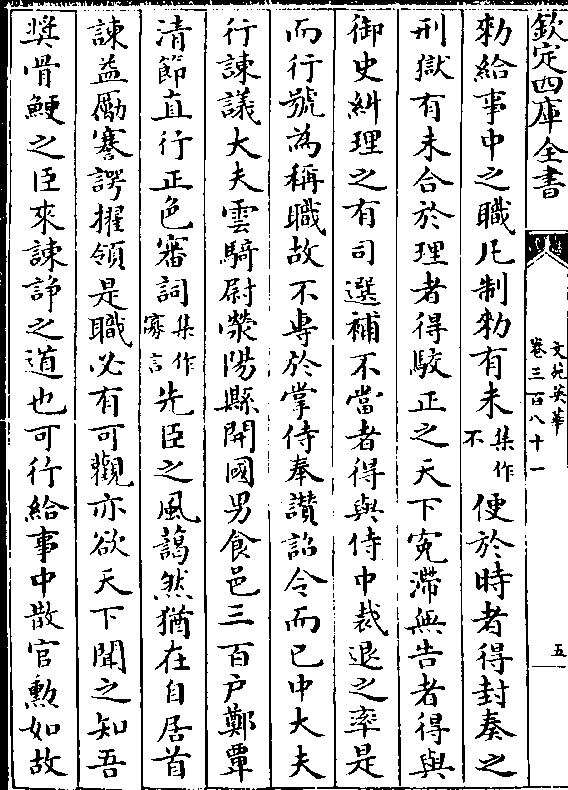 欽定四庫全書
文苑英華
卷三百八十一
五
勑給事中之職凡制勑有未集作不便於時者得封奏之
刑獄有未合於理者得駮正之天下寃滯無告者得與
御史糾理之有司選補不當者得與侍中裁退之率是
而行號為稱職故不專於掌侍奉讃詔令而已中大夫
行諫議大夫雲騎尉滎陽縣開國男食邑三百户鄭覃
清節直行正色審詞集作寡言先臣之風藹然猶在自居首
諫益勵謇諤擢領是職必有可觀亦欲天下聞之知吾
奬骨鯁之臣來諫諍之道也可行給事中散官勲如故